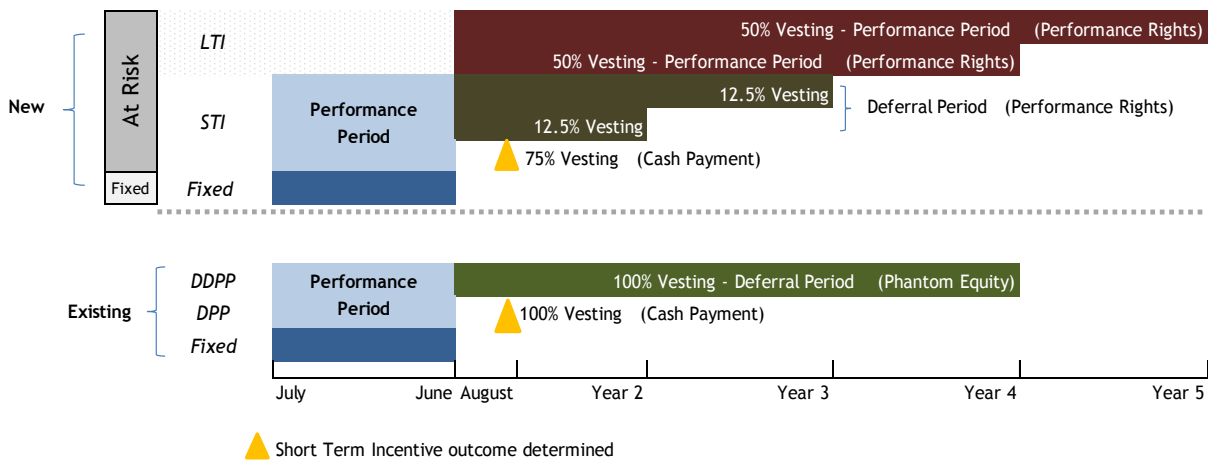 50% Vesting - Performance Period (Performance Rights)
LTI
50% Vesting - Performance Period (Performance Rights)
At Risk
New
12.5% Vesting
Performance
Period
Deferral Period (Performance Rights)
STI
12.5% Vesting
75% Vesting (Cash Payment)
Fixed
Fixed
DDPP
Performance
Period
100% Vesting - Deferral Period (Phantom Equity)
Existing
DPP
100% Vesting (Cash Payment)
Fixed
July
June
August
Year 2
Year 3
Year 4
Year 5
Short Term Incentive outcome determined